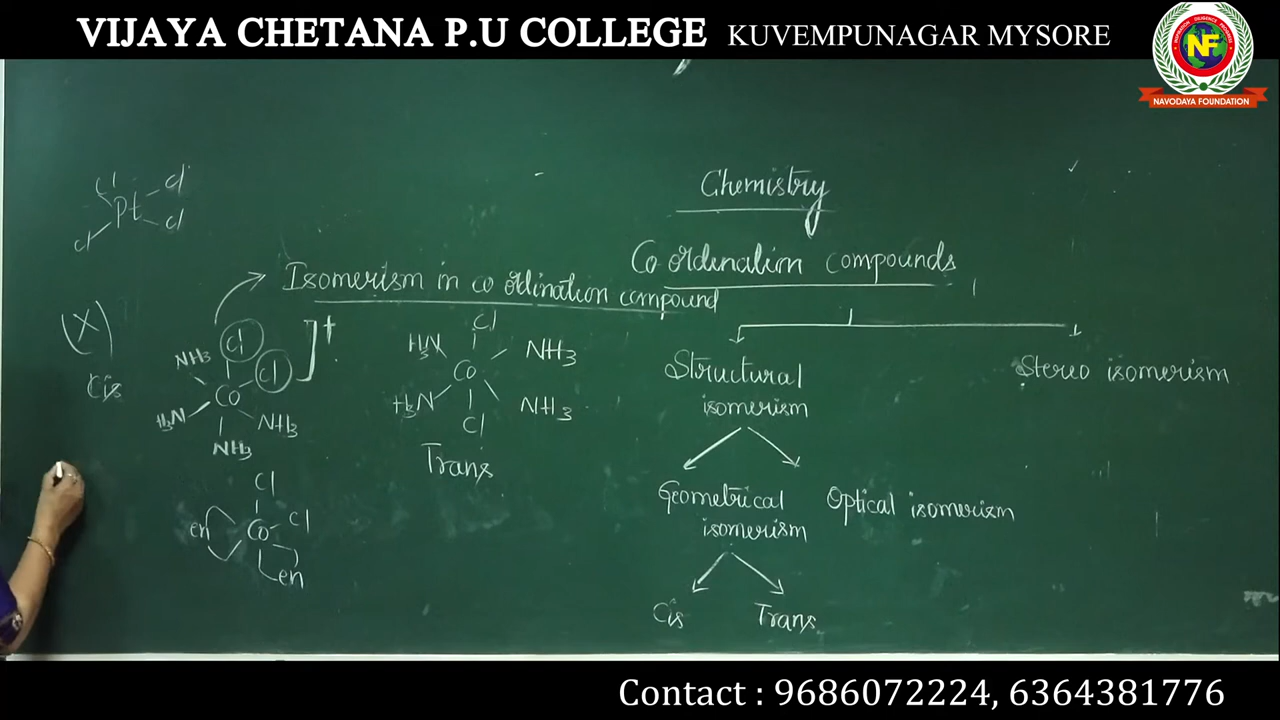 VIJAYA CHETANA P.U COLLEGE KUVEMPUNAGAR MYSORE
NF
NAVODAYA FOUNDATION
Chemistry
Co ordination compounds
Isomerism in co ordination compound
Cl Cl
Pt
Cl Cl
(X)
Cis
Cl ]+
NH3 Cl
Co
H3N NH3
NH3
Cl
H3N NH3
Co
H3N NH3
Cl
Trans
Cl
en Co Cl
en
Structural
isomerism
Stereo isomerism
Geometrical
isomerism
Optical isomerism
Cis Trans
Contact : 9686072224, 6364381776